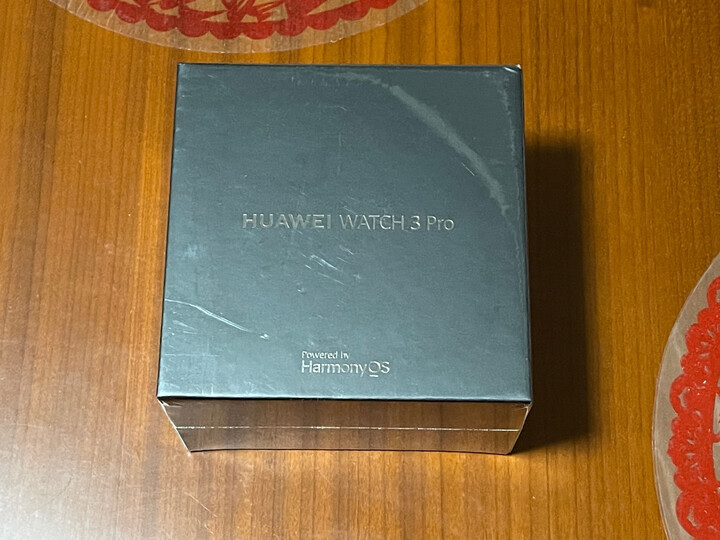 HUAWEI WATCH 3 Pro
Powered by
HarmonyOS